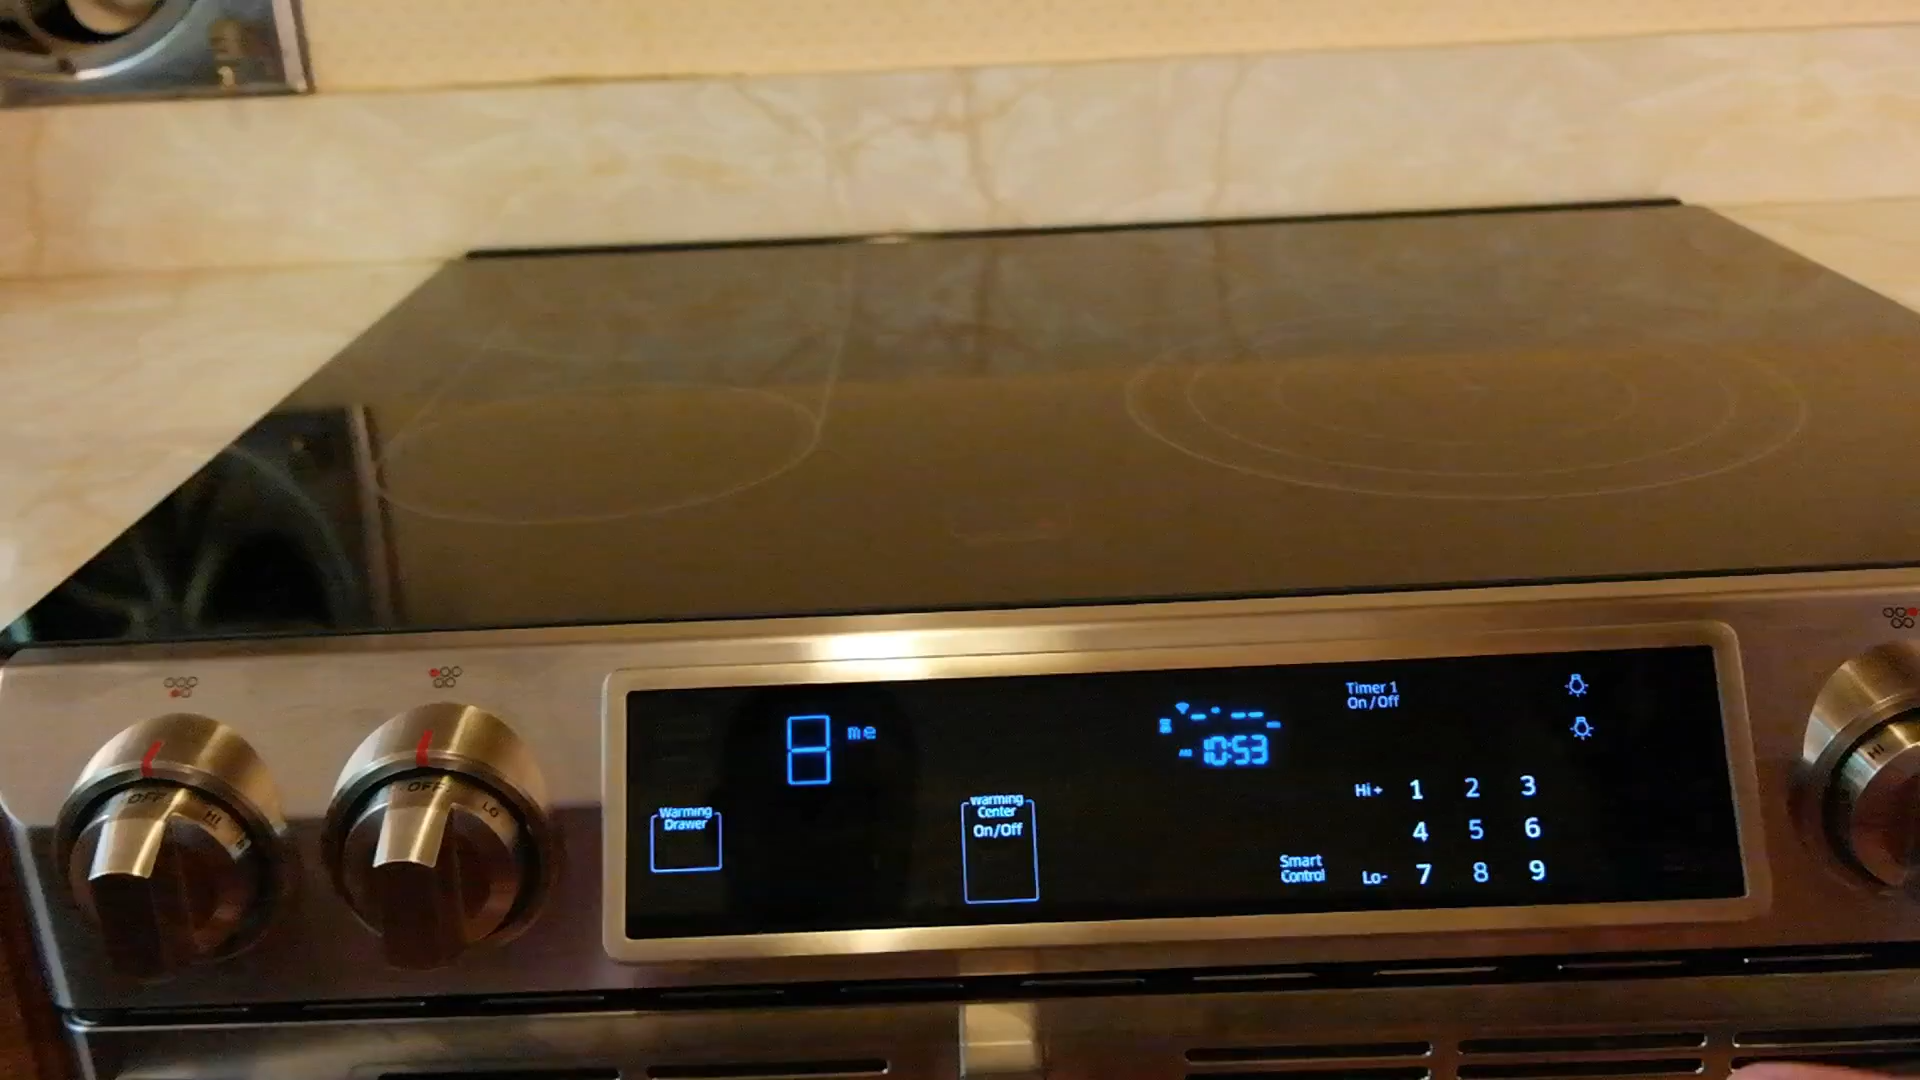 me
Timer 1
On/Off
10:53
OFF
HI
OFF
LO
Warming
Drawer
Warming
Center
On/Off
Hi+ 1 2 3
4 5 6
Smart
Control
Lo- 7 8 9
HI